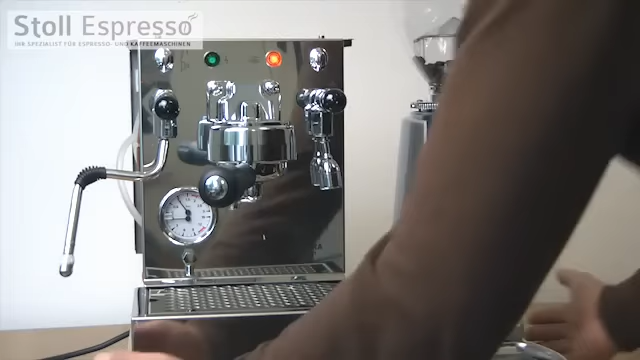 Stoll Espresso
IHR SPEZIALIST FÜR ESPRESSO- UND KAFFEEMASCHINEN